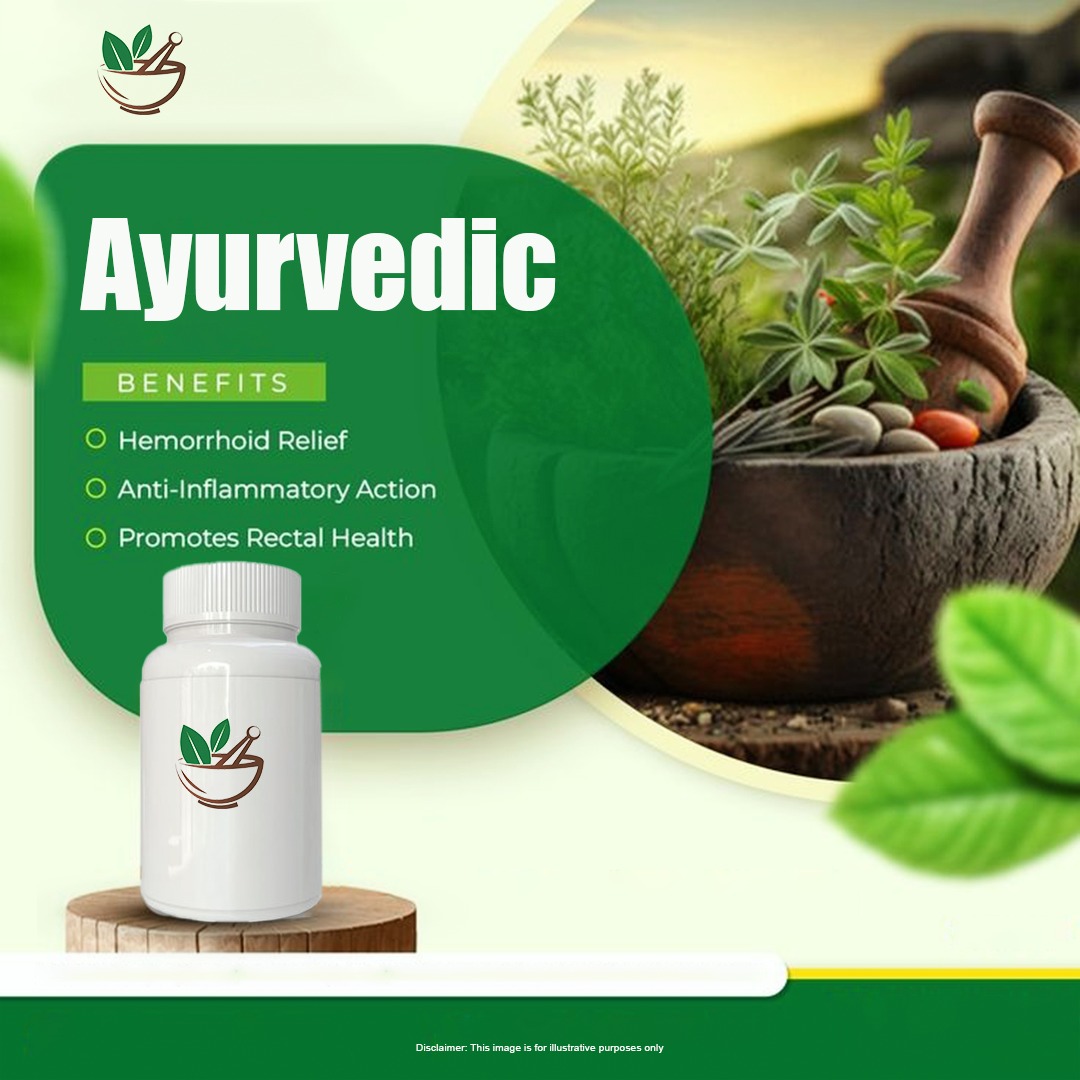 Ayurvedic
BENEFITS
Hemorrhoid Relief
Anti-Inflammatory Action
Promotes Rectal Health
Disclaimer: This image is for illustrative purposes only